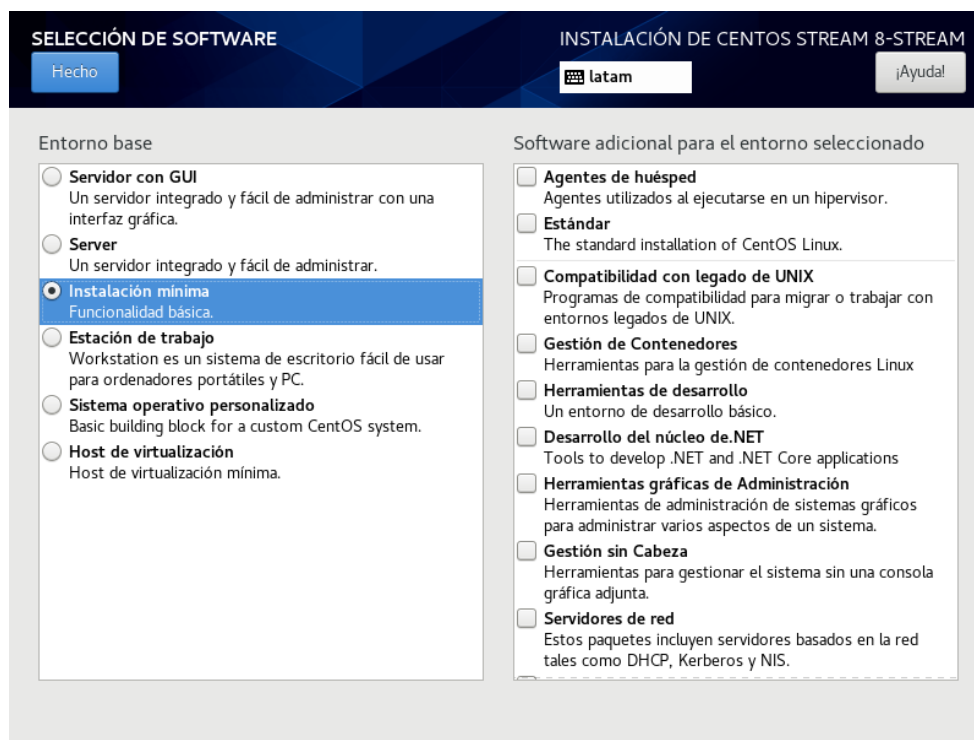 SELECCIÓN DE SOFTWARE
Hecho
INSTALACIÓN DE CENTOS STREAM 8-STREAM
latam
¡Ayuda!
Entorno base
Servidor con GUI
Un servidor integrado y fácil de administrar con una
interfaz gráfica.
Server
Un servidor integrado y fácil de administrar.
Instalación mínima
Funcionalidad básica.
Estación de trabajo
Workstation es un sistema de escritorio fácil de usar
para ordenadores portátiles y PC.
Sistema operativo personalizado
Basic building block for a custom CentOS system.
Host de virtualización
Host de virtualización mínima.
Software adicional para el entorno seleccionado
Agentes de huésped
Agentes utilizados al ejecutarse en un hipervisor.
Estándar
The standard installation of CentOS Linux.
Compatibilidad con legado de UNIX
Programas de compatibilidad para migrar o trabajar con
entornos legados de UNIX.
Gestión de Contenedores
Herramientas para la gestión de contenedores Linux
Herramientas de desarrollo
Un entorno de desarrollo básico.
Desarrollo del núcleo de.NET
Tools to develop .NET and .NET Core applications
Herramientas gráficas de Administración
Herramientas de administración de sistemas gráficos
para administrar varios aspectos de un sistema.
Gestión sin Cabeza
Herramientas para gestionar el sistema sin una consola
gráfica adjunta.
Servidores de red
Estos paquetes incluyen servidores basados en la red
tales como DHCP, Kerberos y NIS.